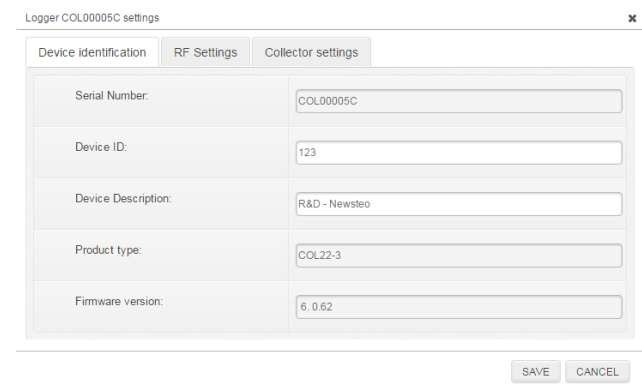 Logger COL00005C settings
Device identification RF Settings Collector settings
Serial Number: COL00005C
Device ID: 123
Device Description: R&D - Newsteo
Product type: COL22-3
Firmware version: 6. 0.62
SAVE CANCEL